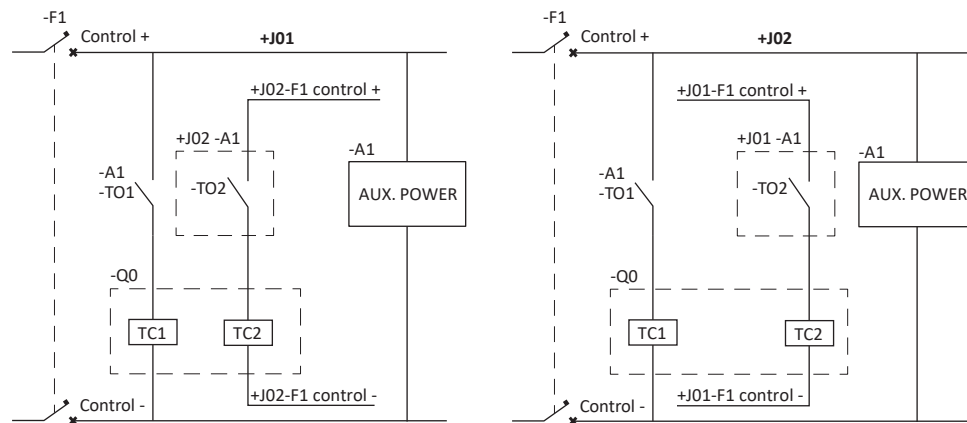 -F1
Control +
+J01
+J02-F1 control +
+J02 -A1
-A1
-TO1
-TO2
-A1
AUX. POWER
-Q0
TC1
TC2
+J02-F1 control -
Control -
-F1
Control +
+J02
+J01-F1 control +
+J01 -A1
-A1
-TO1
-TO2
-A1
AUX. POWER
-Q0
TC1
TC2
+J01-F1 control -
Control -